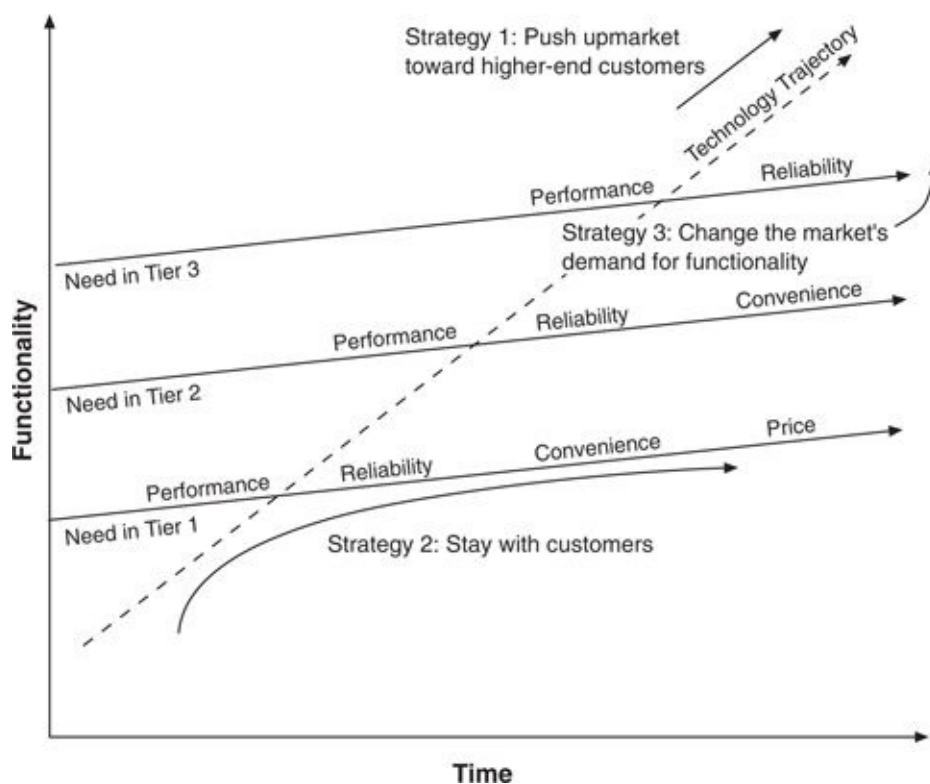 Strategy 1: Push upmarket
toward higher-end customers
Technology Trajectory
Performance
Reliability
Need in Tier 3
Strategy 3: Change the market's
demand for functionality
Performance
Reliability
Convenience
Need in Tier 2
Performance
Reliability
Convenience
Price
Need in Tier 1
Strategy 2: Stay with customers
Functionality
Time